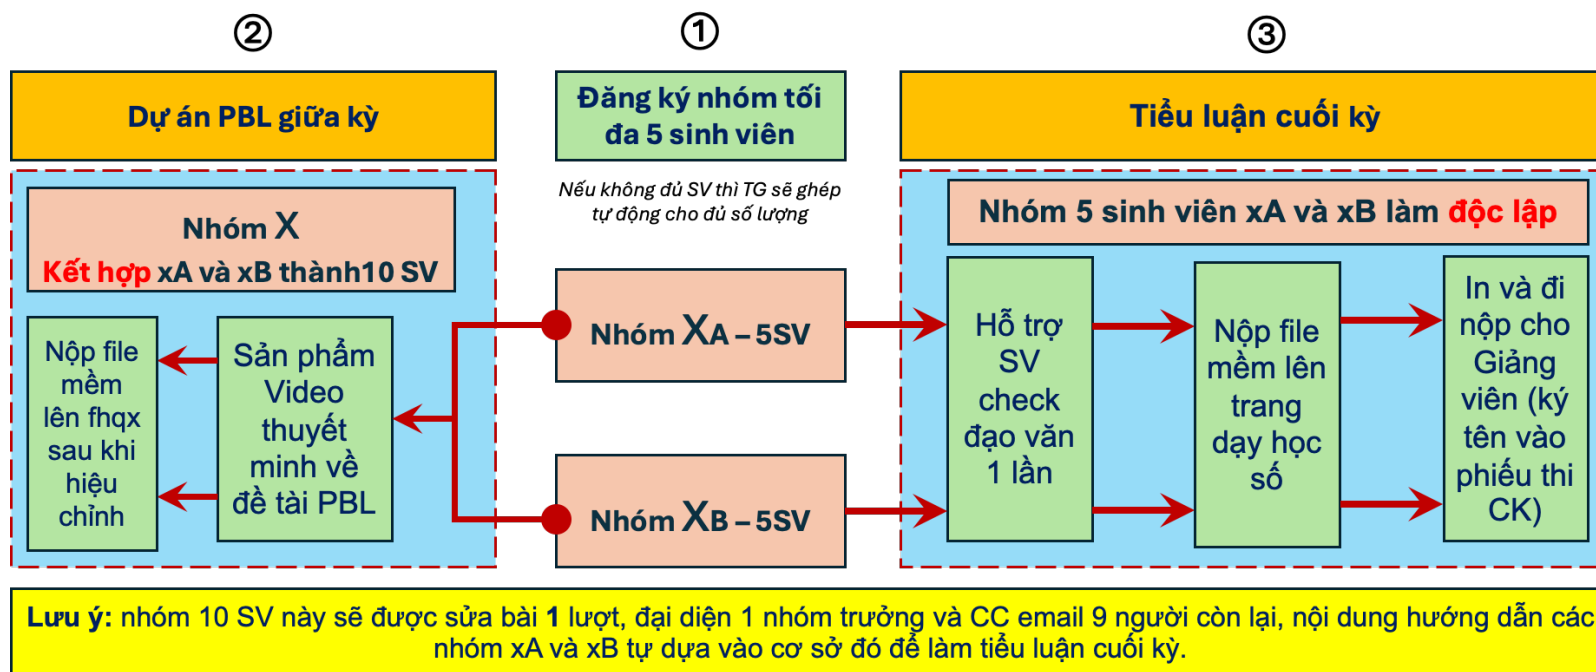 ②
①
③
Dự án PBL giữa kỳ
Đăng ký nhóm tối
đa 5 sinh viên
Tiểu luận cuối kỳ
Nếu không đủ SV thì TG sẽ ghép
tự động cho đủ số lượng
Nhóm X
Kết hợp xA và xB thành10 SV
Nộp file
mềm
lên fhqx
sau khi
hiệu
chỉnh
Sản phẩm
Video
thuyết
minh về
đề tài PBL
Nhóm XA – 5SV
Nhóm XB – 5SV
Nhóm 5 sinh viên xA và xB làm độc lập
Hỗ trợ
SV
check
đạo văn
1 lần
Nộp file
mềm lên
trang
dạy học
số
In và đi
nộp cho
Giảng
viên (ký
tên vào
phiếu thi
CK)
Lưu ý: nhóm 10 SV này sẽ được sửa bài 1 lượt, đại diện 1 nhóm trưởng và CC email 9 người còn lại, nội dung hướng dẫn các
nhóm xA và xB tự dựa vào cơ sở đó để làm tiểu luận cuối kỳ.